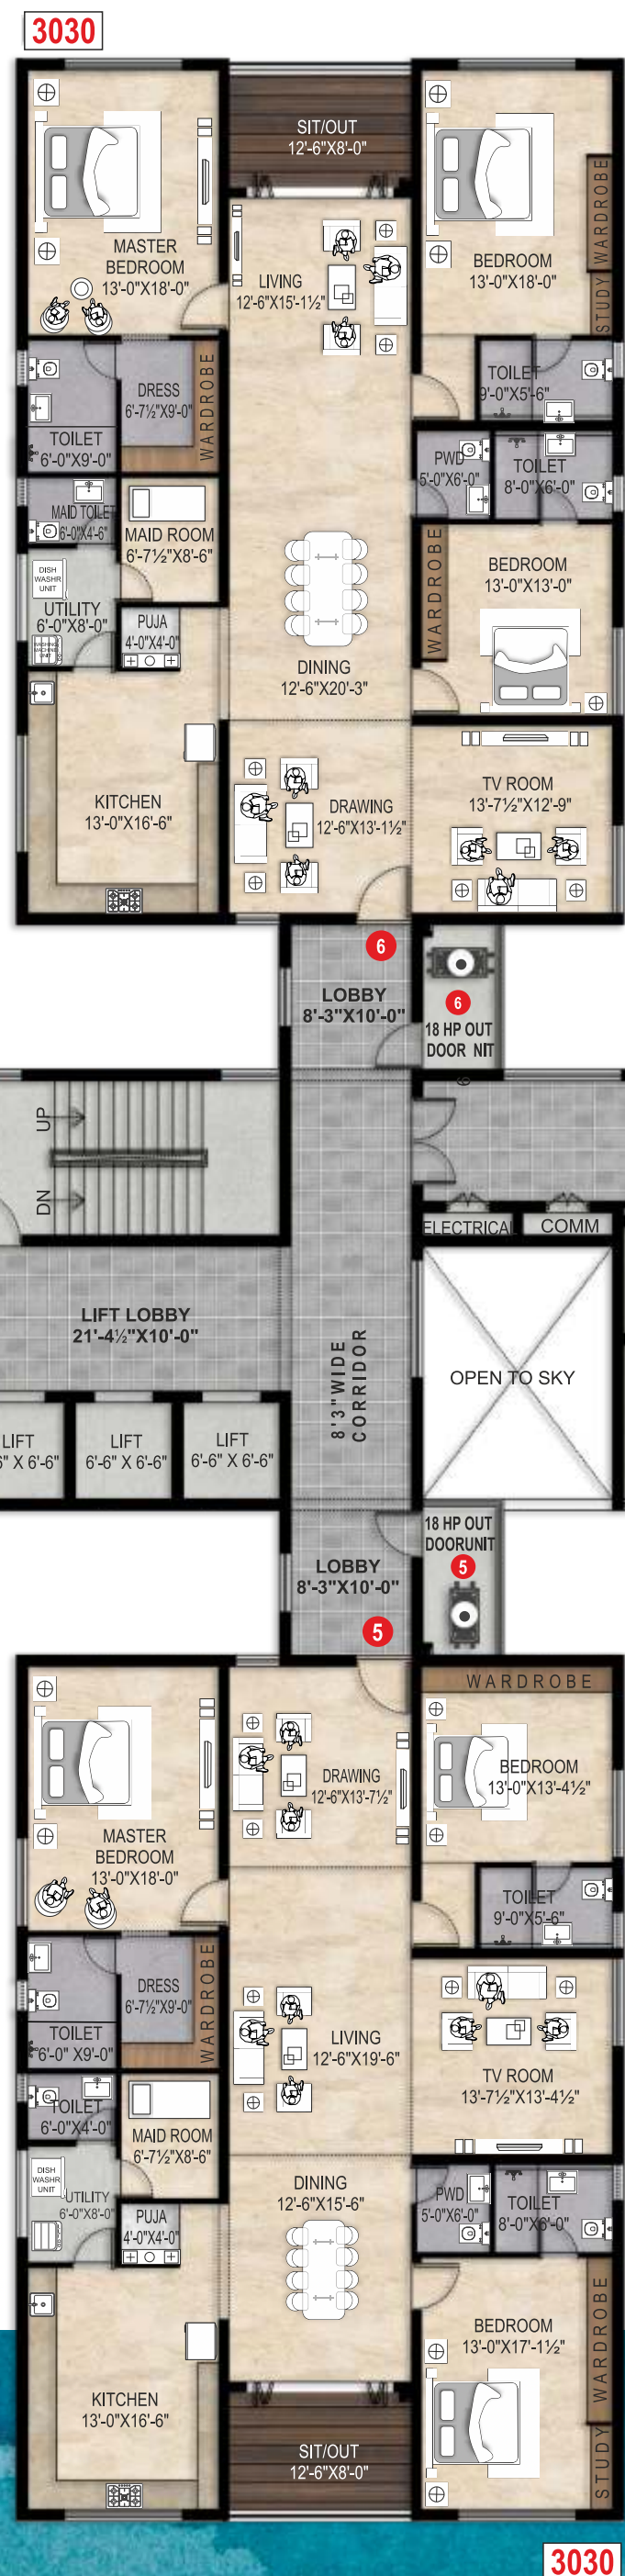 3030
SIT/OUT
12'-6"X8'-0"
MASTER
BEDROOM
13'-0"X18'-0"
LIVING
12'-6"X15'-1½"
BEDROOM
13'-0"X18'-0"
WARDROBE
STUDY
DRESS
6'-7½"X9'-0"
WARDROBE
TOILET
6'-0"X9'-0"
TOILET
9'-0"X5'-6"
PWD
5'-0"X6'-0"
TOILET
8'-0"X6'-0"
MAID TOILET
6'-0"X4'-6"
MAID ROOM
6'-7½"X8'-6"
DISH
WASHR
UNIT
UTILITY
6'-0"X8'-0"
PUJA
4'-0"X4'-0"
WARDROBE
BEDROOM
13'-0"X13'-0"
DINING
12'-6"X20'-3"
KITCHEN
13'-0"X16'-6"
DRAWING
12'-6"X13'-1½"
TV ROOM
13'-7½"X12'-9"
6
LOBBY
8'-3"X10'-0"
6
18 HP OUT
DOOR NIT
UP
DN
ELECTRICAL
COMM
LIFT LOBBY
21'-4½"X10'-0"
8'3"WIDE
CORRIDOR
OPEN TO SKY
LIFT
6" X 6'-6"
LIFT
6'-6" X 6'-6"
LIFT
6'-6" X 6'-6"
18 HP OUT
DOORUNIT
5
LOBBY
8'-3"X10'-0"
5
WARDROBE
DRAWING
12'-6"X13'-7½"
BEDROOM
13'-0"X13'-4½"
MASTER
BEDROOM
13'-0"X18'-0"
TOILET
9'-0"X5'-6"
DRESS
6'-7½"X9'-0"
WARDROBE
TOILET
6'-0" X9'-0"
LIVING
12'-6"X19'-6"
TV ROOM
13'-7½"X13'-4½"
TOILET
6'-0"X4'-0"
MAID ROOM
6'-7½"X8'-6"
DISH
WASHR
UNIT
UTILITY
6'-0"X8'-0"
PUJA
4'-0"X4'-0"
DINING
12'-6"X15'-6"
PWD
5'-0"X6'-0"
TOILET
8'-0"X6'-0"
BEDROOM
13'-0"X17'-1½"
WARDROBE
STUDY
KITCHEN
13'-0"X16'-6"
SIT/OUT
12'-6"X8'-0"
3030